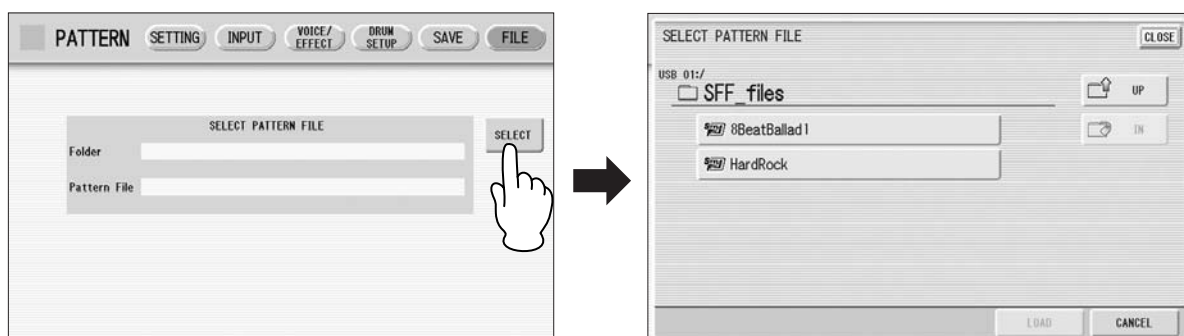 PATTERN SETTING INPUT VOICE/ EFFECT DRUM SETUP SAVE FILE
SELECT PATTERN FILE
SELECT
Folder
Pattern File
SELECT PATTERN FILE CLOSE
USB 01:/
SFF_files
UP
8BeatBallad1
IN
HardRock
LOAD CANCEL